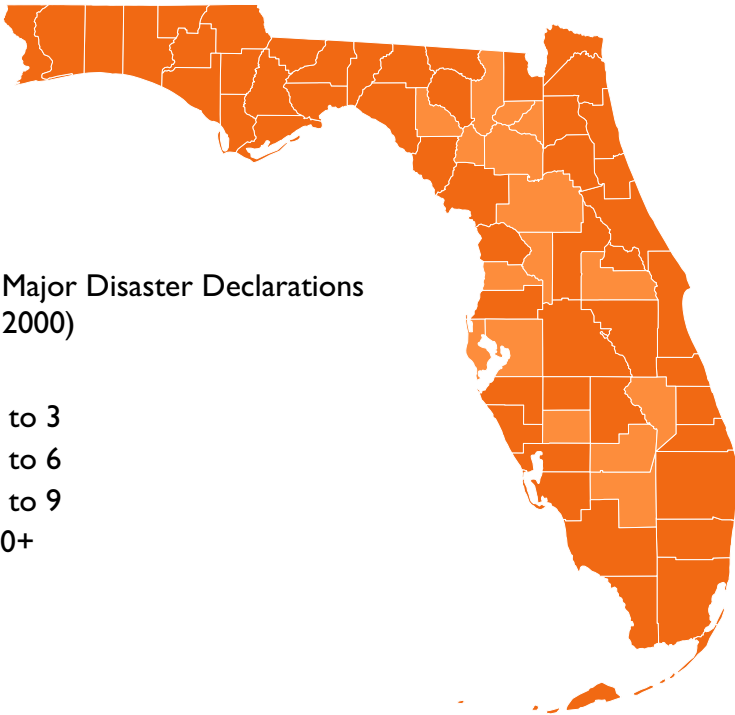 Major Disaster Declarations
2000)
to 3
to 6
to 9
0+